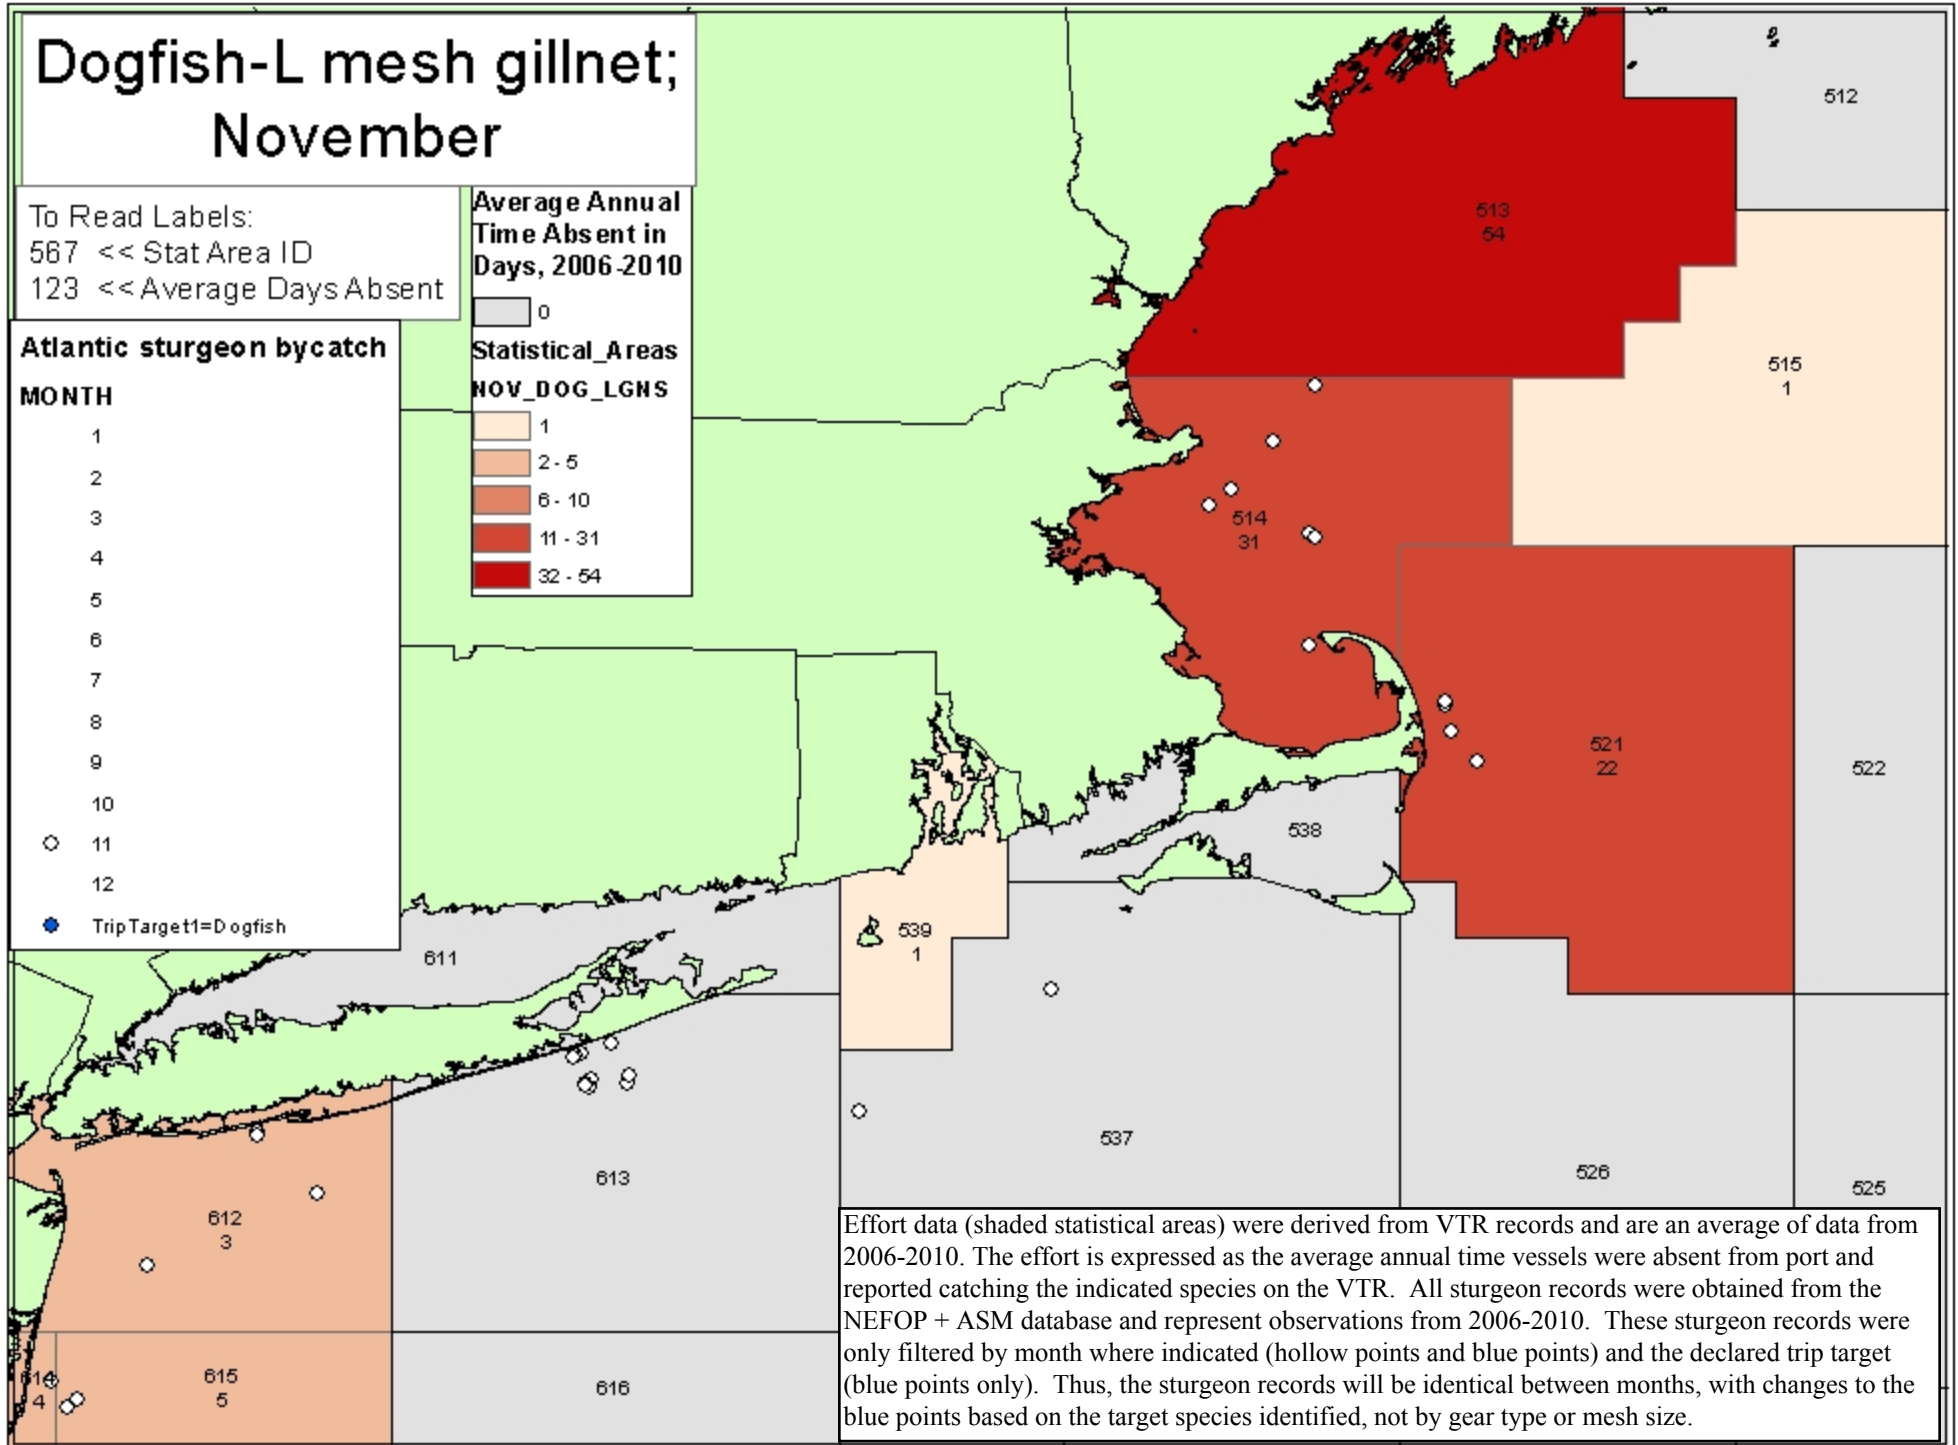 Dogfish-L mesh gillnet;
November
To Read Labels:
567 << Stat Area ID
123 << Average Days Absent
Average Annual
Time Absent in
Days, 2006-2010
0
Statistical_Areas
NOV_DOG_LGNS
1
2 - 5
6 - 10
11 - 31
32 - 54
Atlantic sturgeon bycatch
MONTH
1
2
3
4
5
6
7
8
9
10
11
12
TripTarget1=Dogfish
512
513
54
515
1
514
31
521
22
522
538
539
1
611
537
526
525
613
612
3
614
4
615
5
616
Effort data (shaded statistical areas) were derived from VTR records and are an average of data from
2006-2010. The effort is expressed as the average annual time vessels were absent from port and
reported catching the indicated species on the VTR. All sturgeon records were obtained from the
NEFOP + ASM database and represent observations from 2006-2010. These sturgeon records were
only filtered by month where indicated (hollow points and blue points) and the declared trip target
(blue points only). Thus, the sturgeon records will be identical between months, with changes to the
blue points based on the target species identified, not by gear type or mesh size.